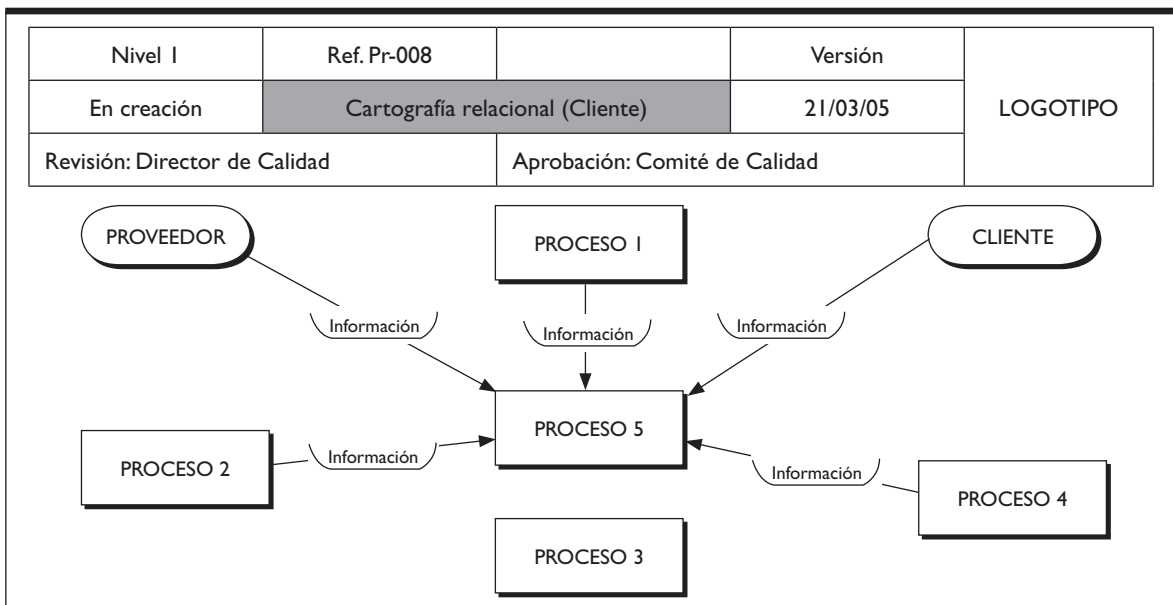 Nivel 1
Ref. Pr-008
Versión
En creación
Cartografía relacional (Cliente)
21/03/05
LOGOTIPO
Revisión: Director de Calidad
Aprobación: Comité de Calidad
PROVEEDOR
PROCESO 1
CLIENTE
Información
Información
Información
PROCESO 5
PROCESO 2
Información
Información
PROCESO 4
PROCESO 3